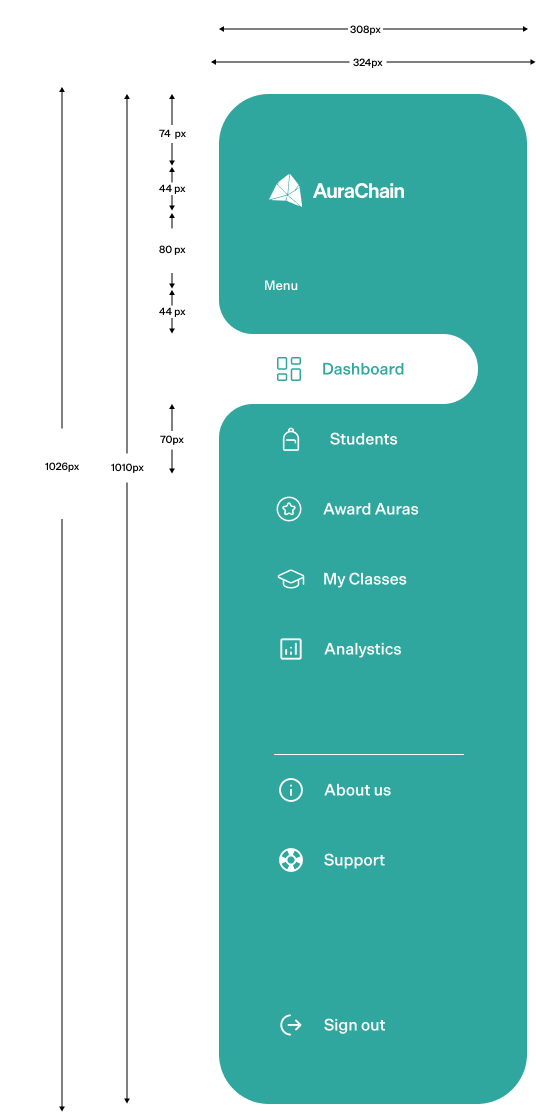 308px
324px
74 px
44 px
AuraChain
80 px
Menu
44 px
Dashboard
70px
Students
1026px
1010px
Award Auras
My Classes
Analystics
About us
Support
Sign out